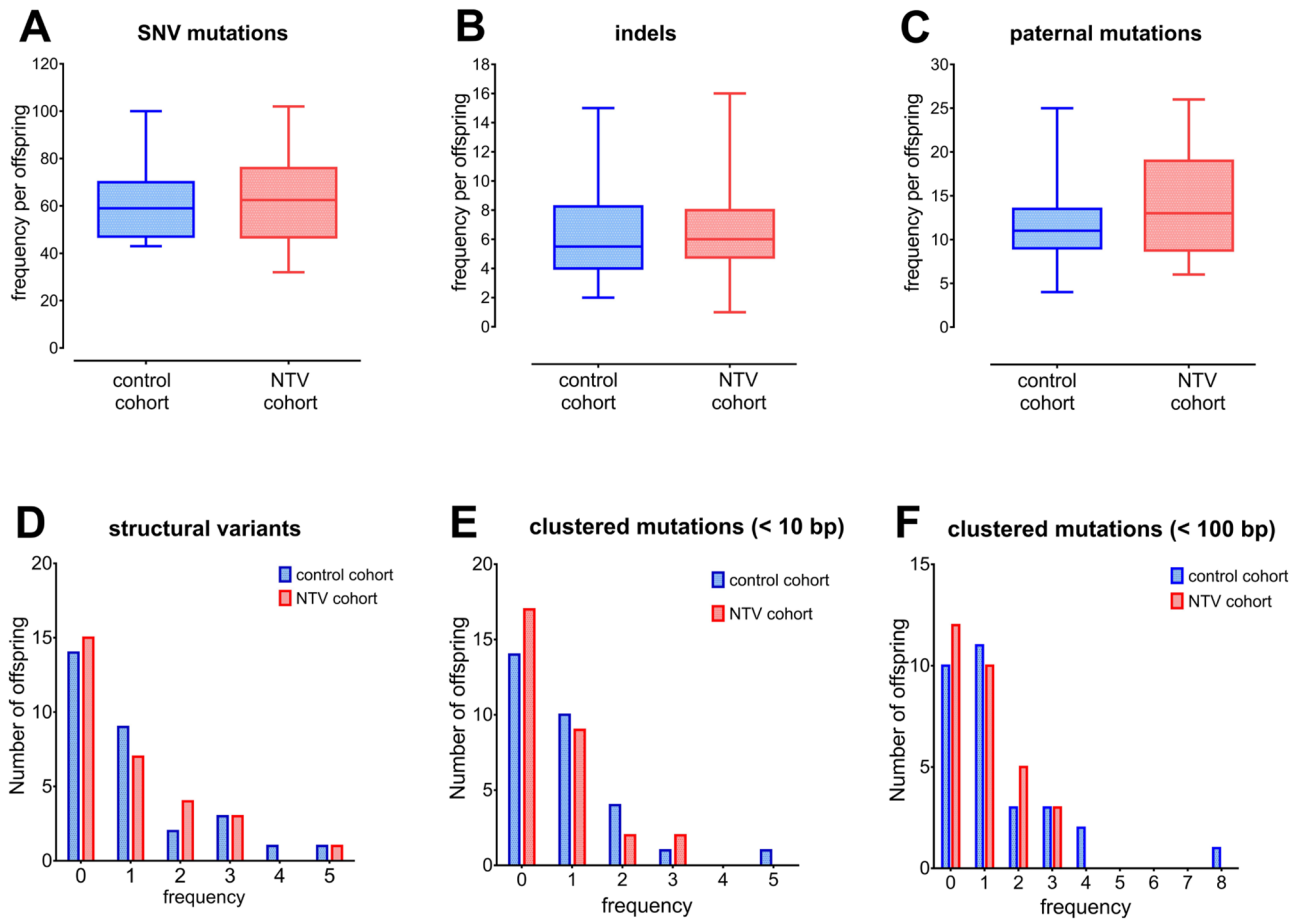 A
SNV mutations
frequency per offspring
120
100
80
60
40
20
0
control
cohort
NTV
cohort
B
indels
frequency per offspring
18
16
14
12
10
8
6
4
2
0
control
cohort
NTV
cohort
C
paternal mutations
frequency per offspring
30
25
20
15
10
5
0
control
cohort
NTV
cohort
D
structural variants
Number of offspring
20
15
10
5
0
control cohort
NTV cohort
0 1 2 3 4 5
frequency
E
clustered mutations (< 10 bp)
Number of offspring
20
15
10
5
0
control cohort
NTV cohort
0 1 2 3 4 5
frequency
F
clustered mutations (< 100 bp)
Number of offspring
15
10
5
0
control cohort
NTV cohort
0 1 2 3 4 5 6 7 8
frequency